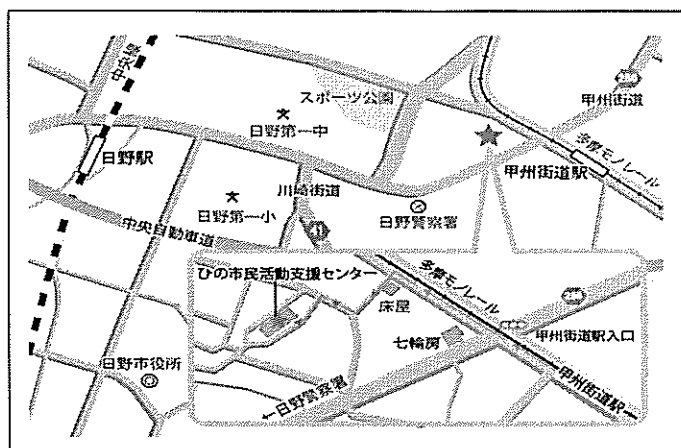 中央線
スポーツ公園
甲州街道
日野第一中
多摩モノレール
日野駅
甲州街道駅
川崎街道
日野第一小
日野警察署
中央自動車道
41
ひの市民活動支援センター
多摩モノレール
床屋
七輪房
甲州街道駅入口
日野市役所
甲州街道駅→
←日野警察署